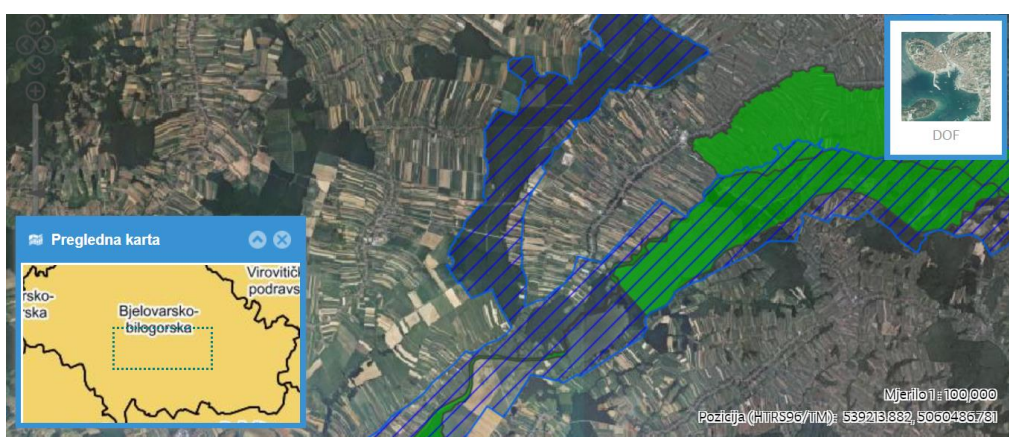 DOF
Pregledna karta
Virovitič
podravs
rsko-
ska
Bjelovarsko-
bilogorska
Mjerilo 1 : 100,000
Pozicija (HTRS96/TM): 539213.882, 5060486.781